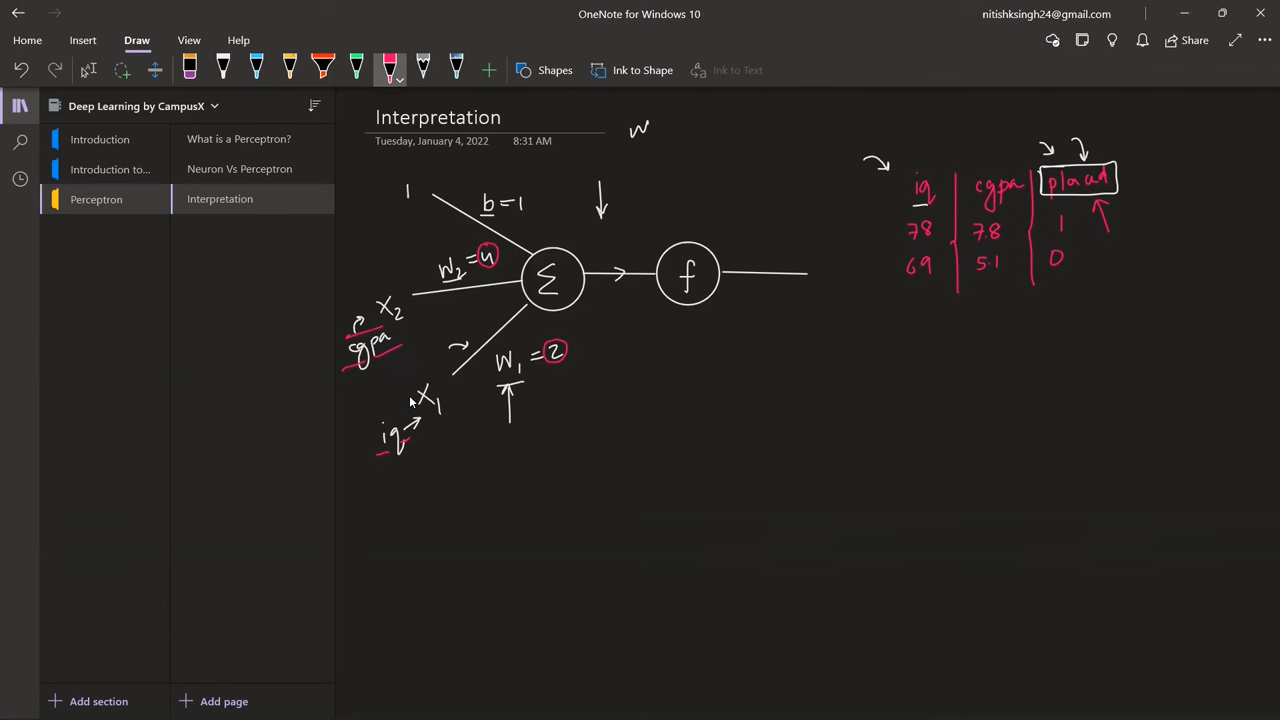 OneNote for Windows 10
nitishksingh24@gmail.com
Home Insert Draw View Help
Share
Shapes Ink to Shape Ink to Text
Deep Learning by CampusX
Introduction
Introduction to...
Perceptron
What is a Perceptron?
Neuron Vs Perceptron
Interpretation
Interpretation
Tuesday, January 4, 2022 8:31 AM
w
1
b=1
W2=4
Σ
f
X2
cgpa
W1=2
X1
iq
iq cgpa placed
78 7.8 1
69 5.1 0
Add section
Add page